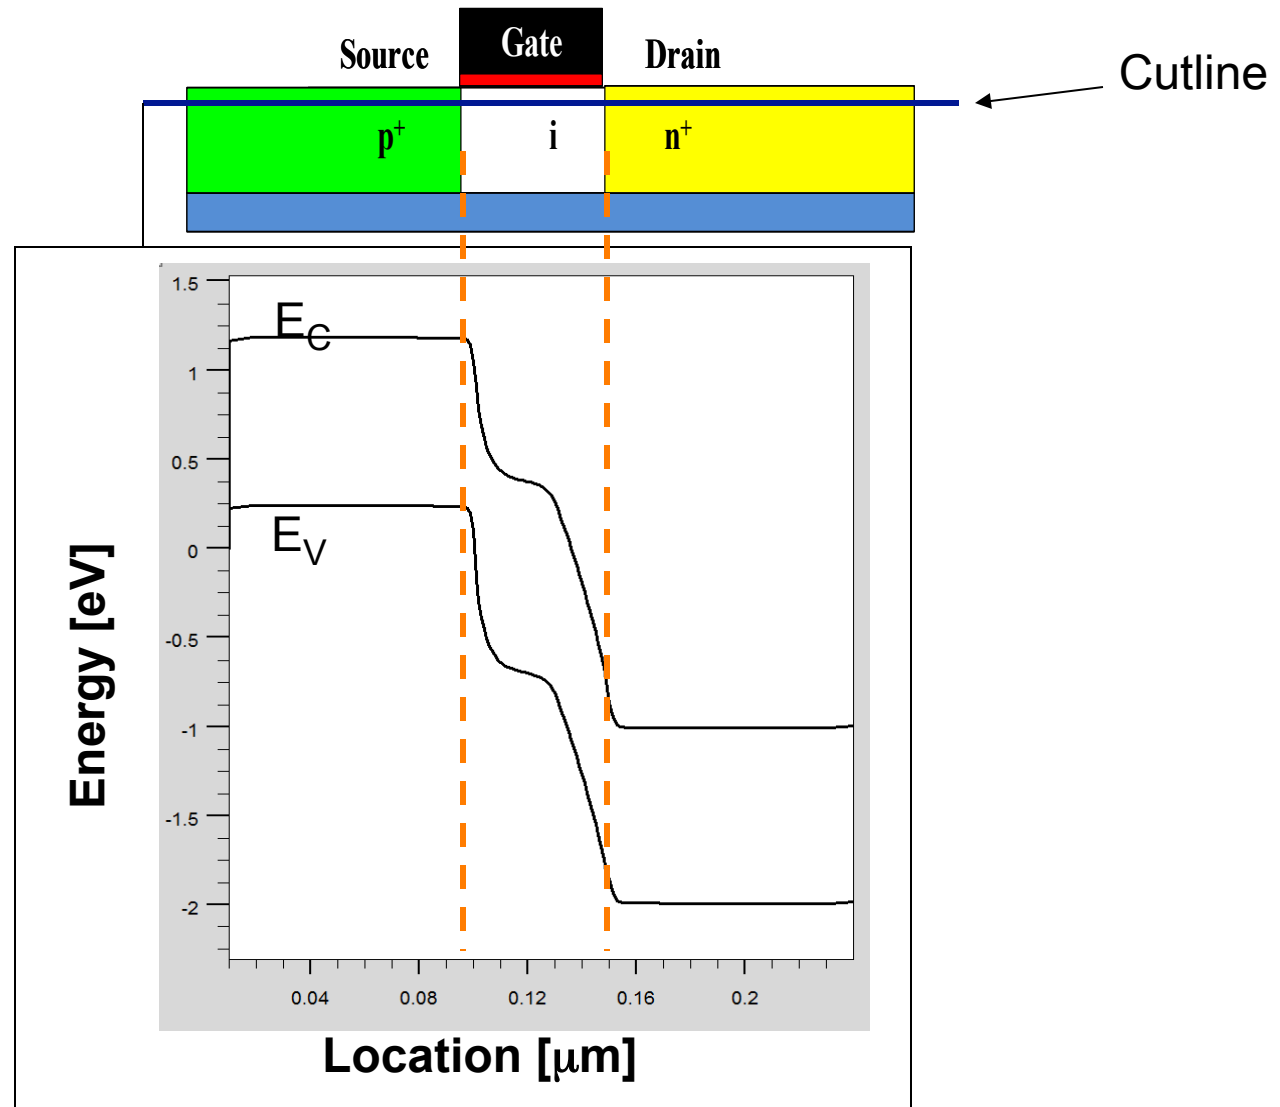 Source
Gate
Drain
Cutline
p+
i
n+
1.5
1
0.5
0
-0.5
-1
-1.5
-2
EC
EV
Energy [eV]
0.04 0.08 0.12 0.16 0.2
Location [μm]